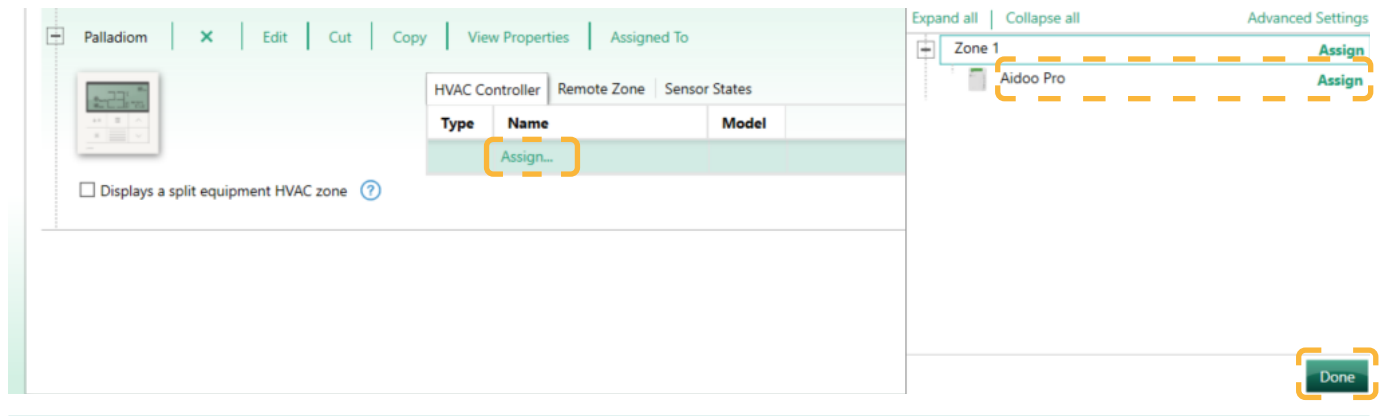 Palladiom × Edit Cut Copy View Properties Assigned To
HVAC Controller Remote Zone Sensor States
Type Name Model
Assign...
Displays a split equipment HVAC zone ?
Expand all Collapse all Advanced Settings
Zone 1 Assign
Aidoo Pro Assign
Done